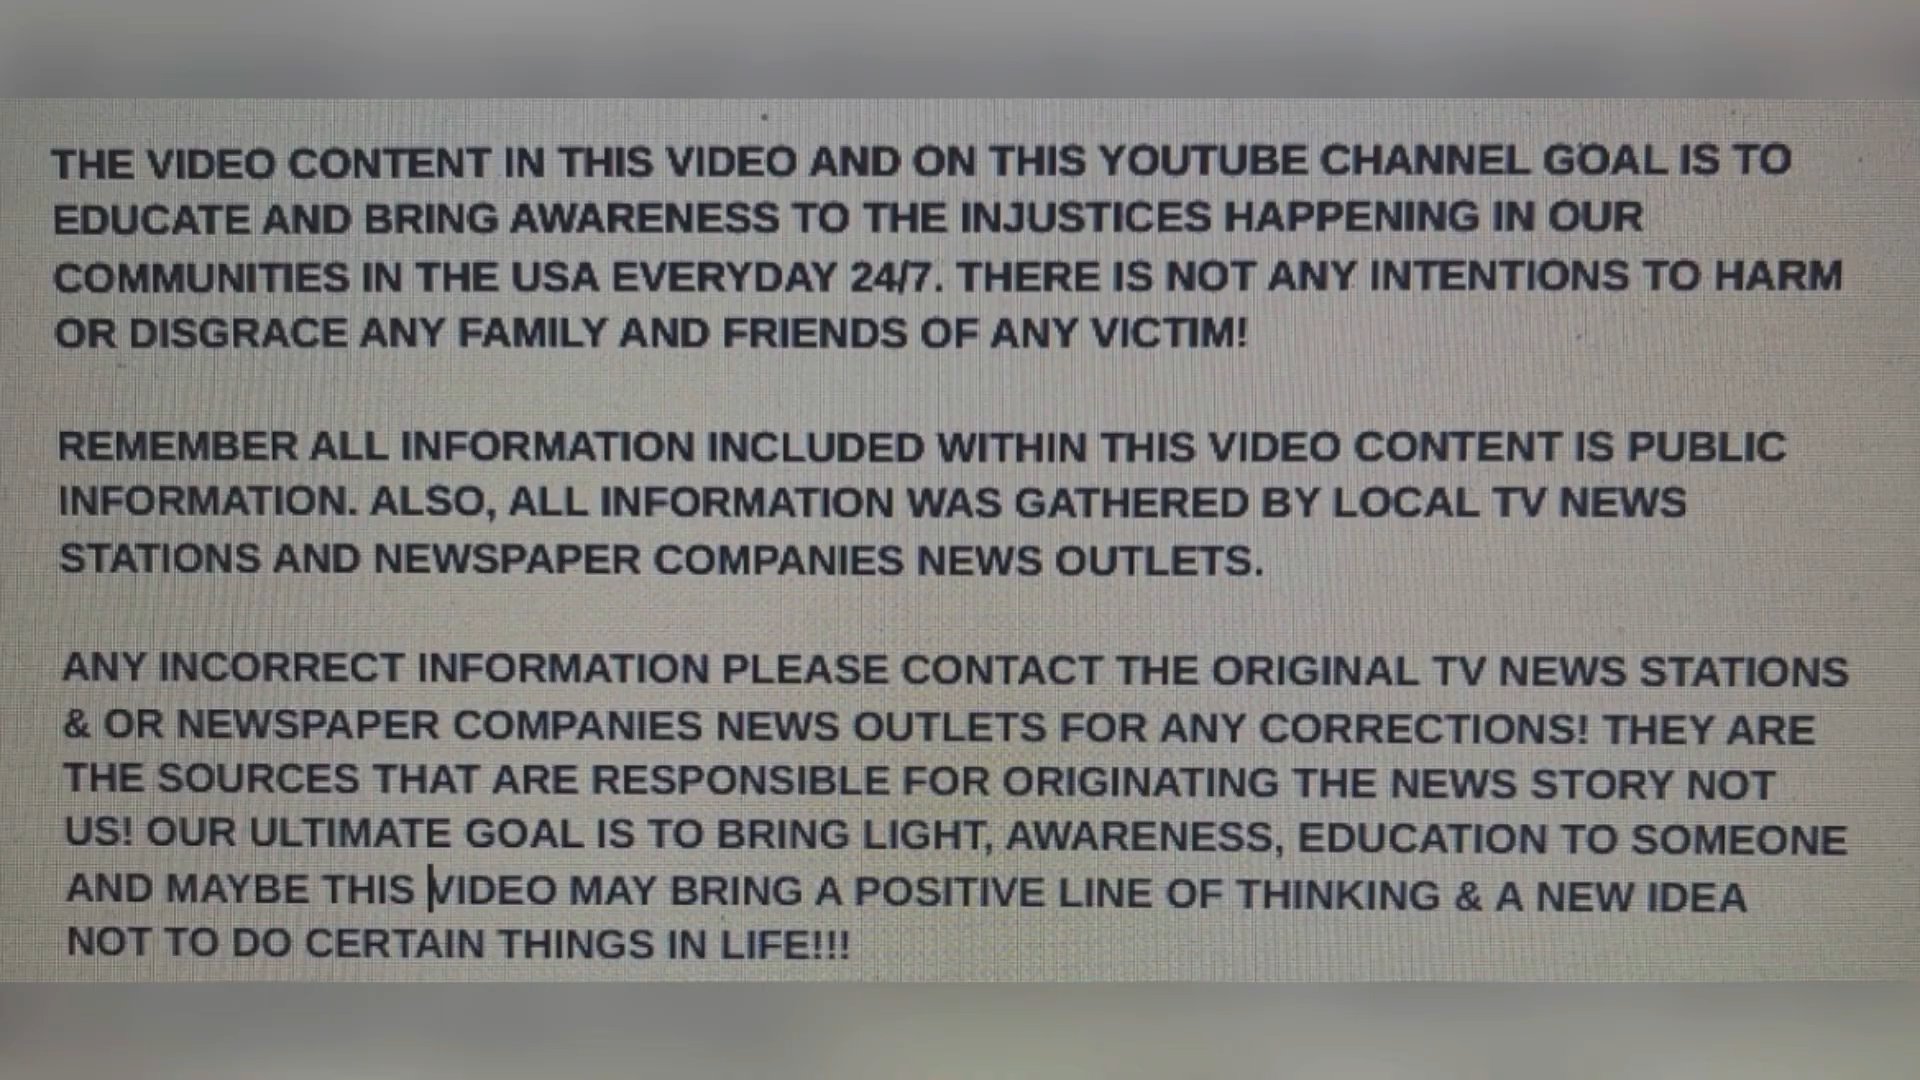 THE VIDEO CONTENT IN THIS VIDEO AND ON THIS YOUTUBE CHANNEL GOAL IS TO
EDUCATE AND BRING AWARENESS TO THE INJUSTICES HAPPENING IN OUR
COMMUNITIES IN THE USA EVERYDAY 24/7. THERE IS NOT ANY INTENTIONS TO HARM
OR DISGRACE ANY FAMILY AND FRIENDS OF ANY VICTIM!
REMEMBER ALL INFORMATION INCLUDED WITHIN THIS VIDEO CONTENT IS PUBLIC
INFORMATION. ALSO, ALL INFORMATION WAS GATHERED BY LOCAL TV NEWS
STATIONS AND NEWSPAPER COMPANIES NEWS OUTLETS.
ANY INCORRECT INFORMATION PLEASE CONTACT THE ORIGINAL TV NEWS STATIONS
& OR NEWSPAPER COMPANIES NEWS OUTLETS FOR ANY CORRECTIONS! THEY ARE
THE SOURCES THAT ARE RESPONSIBLE FOR ORIGINATING THE NEWS STORY NOT
US! OUR ULTIMATE GOAL IS TO BRING LIGHT, AWARENESS, EDUCATION TO SOMEONE
AND MAYBE THIS VIDEO MAY BRING A POSITIVE LINE OF THINKING & A NEW IDEA
NOT TO DO CERTAIN THINGS IN LIFE!!!